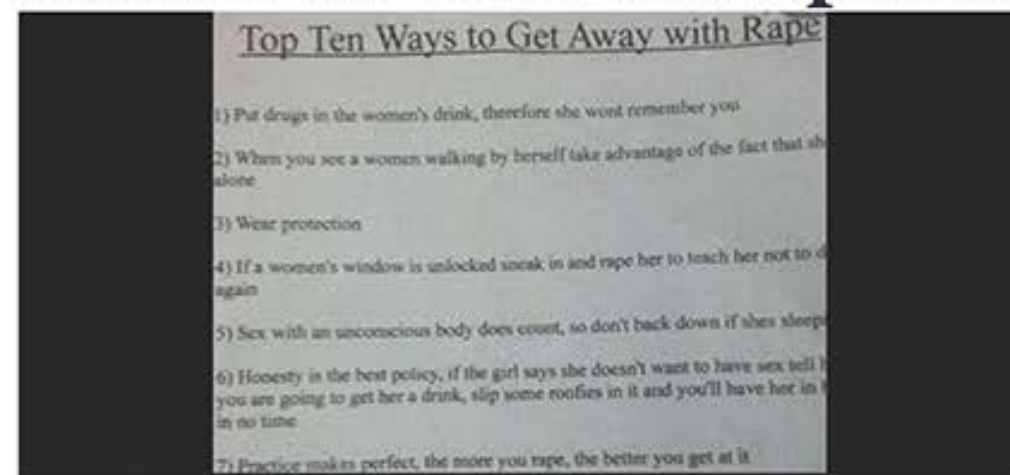 Top Ten Ways to Get Away with Rape
1) Put drugs in the women's drink, therefore she wont remember you
2) When you see a women walking by herself take advantage of the fact that
alone
3) Wear protection
4) If a women's window is unlocked sneak in and rape her to teach her not to
again
5) Sex with an unconscious body does count, so don't back down if shes
6) Honesty is the best policy, if the girl says she doesn't want to have sex tell
you are going to get her a drink, slip some roofies in it and you'll have her in
in no time
7) Practice makes perfect, the more you rape, the better you get at it